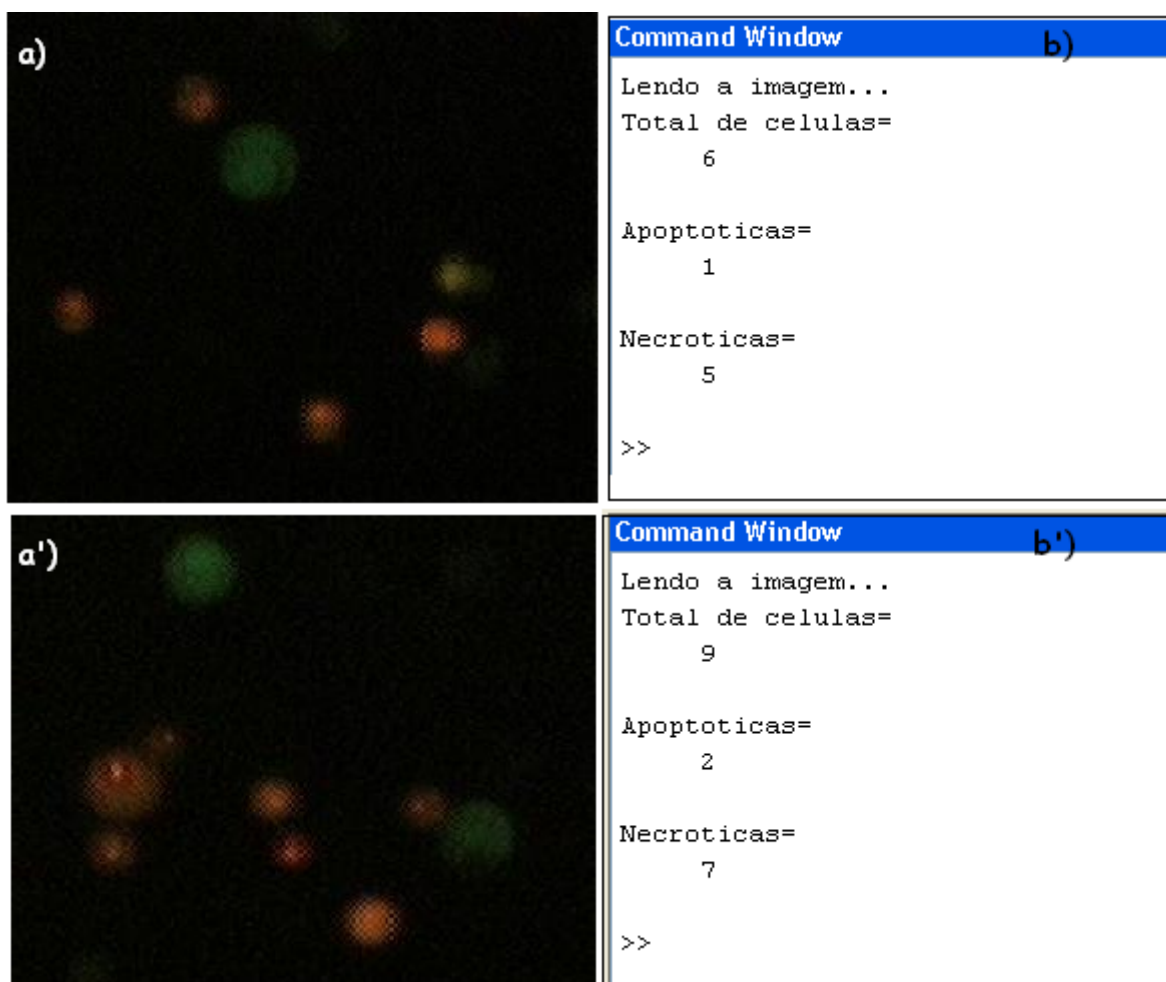 a)
Command Window b)
Lendo a imagem...
Total de celulas=
6
Apoptoticas=
1
Necroticas=
5
>>
a')
Command Window b')
Lendo a imagem...
Total de celulas=
9
Apoptoticas=
2
Necroticas=
7
>>